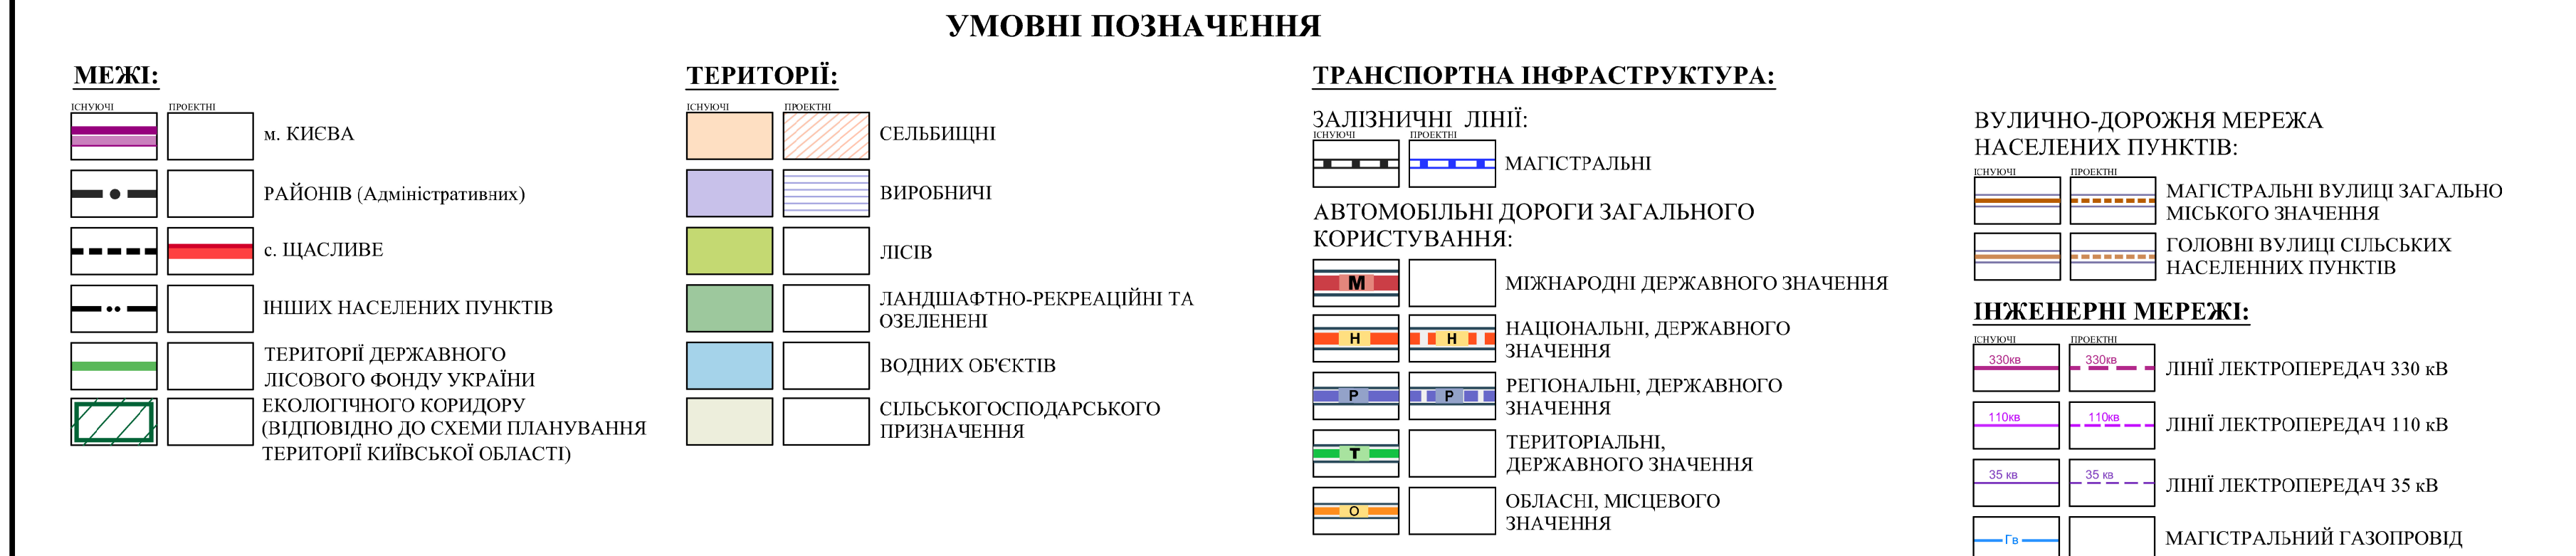 УМОВНІ ПОЗНАЧЕННЯ
МЕЖІ:
ІСНУЮЧІ ПРОЕКТНІ
м. КИЄВА
РАЙОНІВ (Адміністративних)
с. ЩАСЛИВЕ
ІНШИХ НАСЕЛЕНИХ ПУНКТІВ
ТЕРИТОРІЇ ДЕРЖАВНОГО
ЛІСОВОГО ФОНДУ УКРАЇНИ
ЕКОЛОГІЧНОГО КОРИДОРУ
(ВІДПОВІДНО ДО СХЕМИ ПЛАНУВАННЯ
ТЕРИТОРІЇ КИЇВСЬКОЇ ОБЛАСТІ)
ТЕРИТОРІЇ:
ІСНУЮЧІ ПРОЕКТНІ
СЕЛЬБИЩНІ
ВИРОБНИЧІ
ЛІСІВ
ЛАНДШАФТНО-РЕКРЕАЦІЙНІ ТА
ОЗЕЛЕНЕНІ
ВОДНИХ ОБ'ЄКТІВ
СІЛЬСЬКОГОСПОДАРСЬКОГО
ПРИЗНАЧЕННЯ
ТРАНСПОРТНА ІНФРАСТРУКТУРА:
ЗАЛІЗНИЧНІ ЛІНІЇ:
ІСНУЮЧІ ПРОЕКТНІ
МАГІСТРАЛЬНІ
АВТОМОБІЛЬНІ ДОРОГИ ЗАГАЛЬНОГО
КОРИСТУВАННЯ:
М МІЖНАРОДНІ ДЕРЖАВНОГО ЗНАЧЕННЯ
Н Н НАЦІОНАЛЬНІ, ДЕРЖАВНОГО
ЗНАЧЕННЯ
Р Р РЕГІОНАЛЬНІ, ДЕРЖАВНОГО
ЗНАЧЕННЯ
Т ТЕРИТОРІАЛЬНІ,
ДЕРЖАВНОГО ЗНАЧЕННЯ
О ОБЛАСНІ, МІСЦЕВОГО
ЗНАЧЕННЯ
ВУЛИЧНО-ДОРОЖНЯ МЕРЕЖА
НАСЕЛЕНИХ ПУНКТІВ:
ІСНУЮЧІ ПРОЕКТНІ
МАГІСТРАЛЬНІ ВУЛИЦІ ЗАГАЛЬНО
МІСЬКОГО ЗНАЧЕННЯ
ГОЛОВНІ ВУЛИЦІ СІЛЬСЬКИХ
НАСЕЛЕННИХ ПУНКТІВ
ІНЖЕНЕРНІ МЕРЕЖІ:
ІСНУЮЧІ ПРОЕКТНІ
330кв 330кв ЛІНІЇ ЛЕКТРОПЕРЕДАЧ 330 кВ
110кв 110кв ЛІНІЇ ЛЕКТРОПЕРЕДАЧ 110 кВ
35 кв 35 кв ЛІНІЇ ЛЕКТРОПЕРЕДАЧ 35 кВ
Гв МАГІСТРАЛЬНИЙ ГАЗОПРОВІД